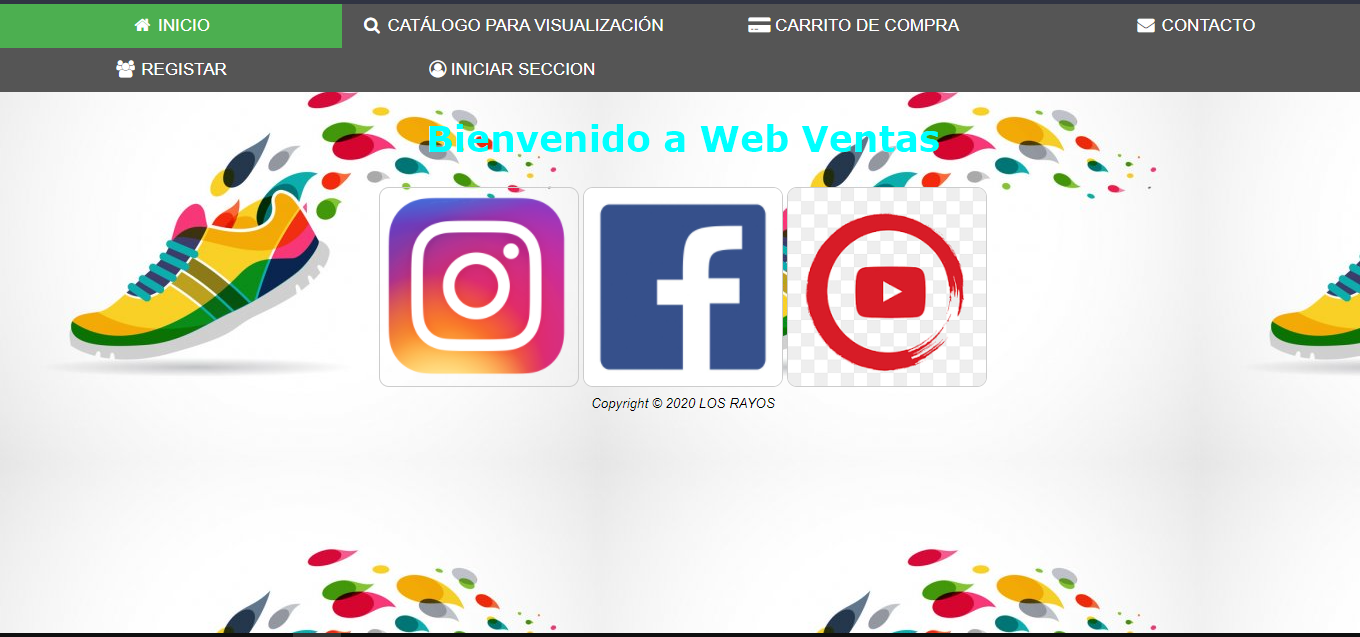 INICIO
CATÁLOGO PARA VISUALIZACIÓN
CARRITO DE COMPRA
CONTACTO
REGISTAR
INICIAR SECCION
Bienvenido a Web Ventas
Copyright © 2020 LOS RAYOS